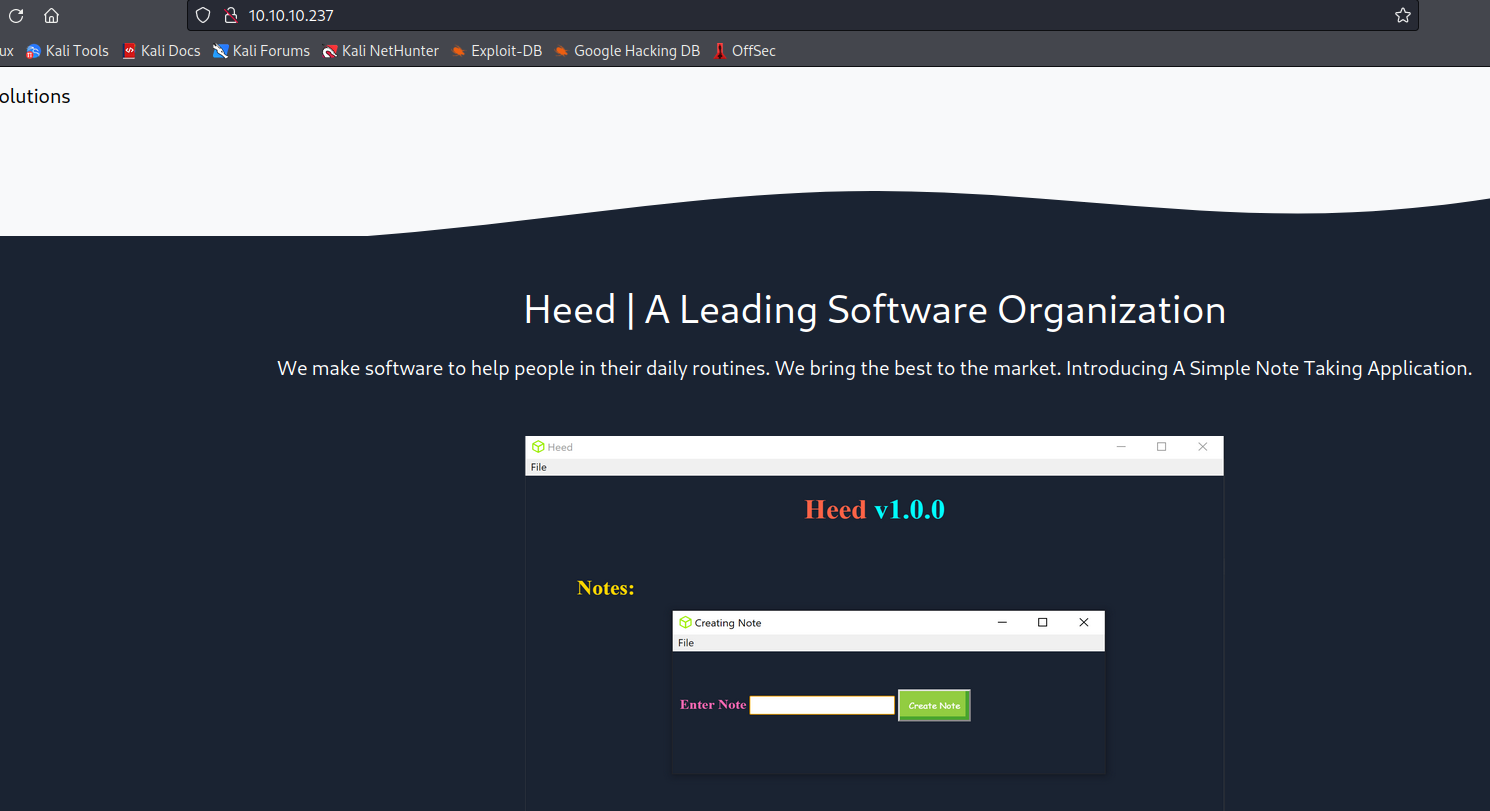 10.10.10.237
ux Kali Tools Kali Docs Kali Forums Kali NetHunter Exploit-DB Google Hacking DB OffSec
olutions
Heed | A Leading Software Organization
We make software to help people in their daily routines. We bring the best to the market. Introducing A Simple Note Taking Application.
Heed
File
Heed v1.0.0
Notes:
Creating Note
File
Enter Note Create Note